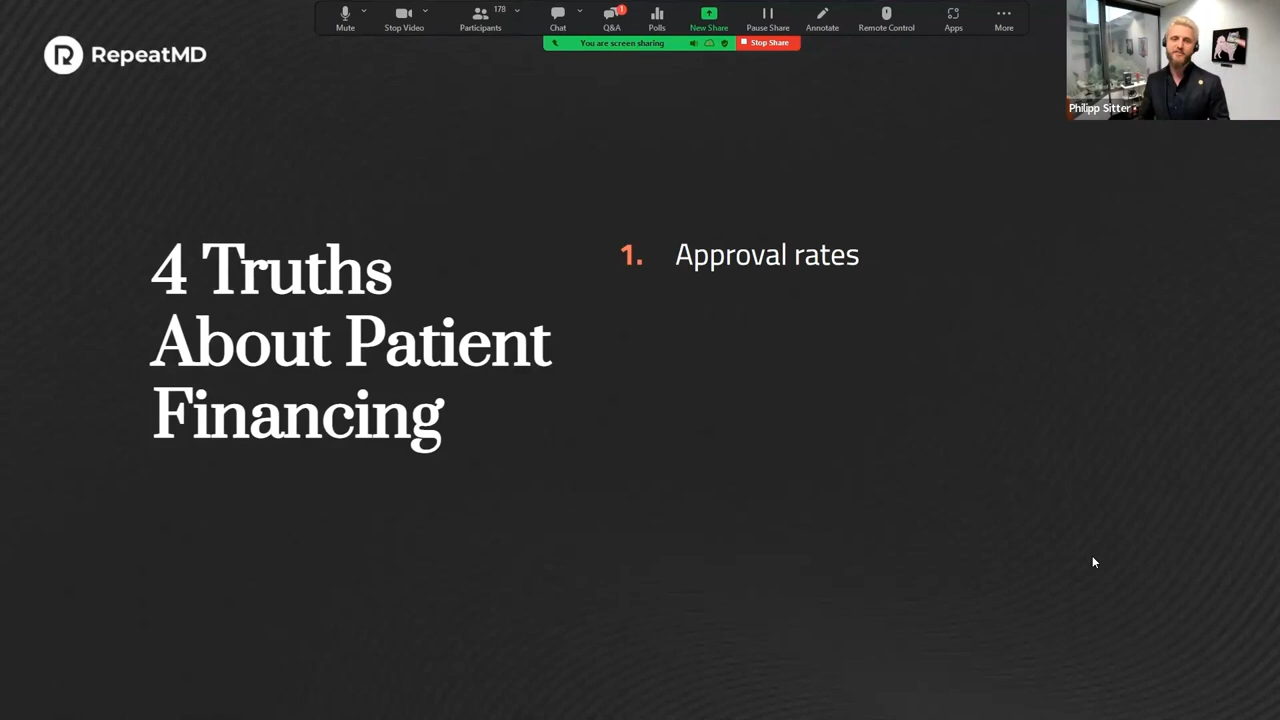 Mute
Stop Video
178
Participants
Chat
1
Q&A
Polls
New Share
Pause Share
Annotate
Remote Control
Apps
More
You are screen sharing
Stop Share
RepeatMD
Philipp Sitter
4 Truths
About Patient
Financing
1. Approval rates